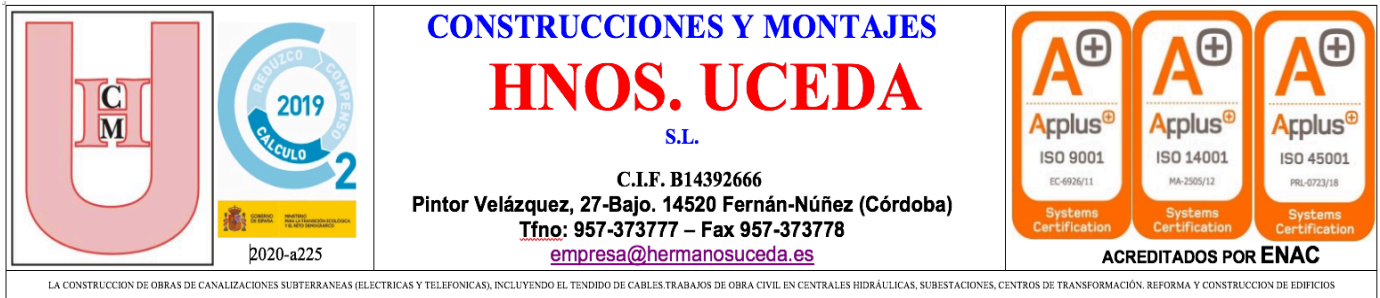 C
H
M
U
REDUZCO
COMPENSO
2019
CALCULO
2
GOBIERNO
DE ESPAÑA
MINISTERIO
PARA LA TRANSICIÓN ECOLÓGICA
Y EL RETO DEMOGRÁFICO
2020-a225
CONSTRUCCIONES Y MONTAJES
HNOS. UCEDA
S.L.
C.I.F. B14392666
Pintor Velázquez, 27-Bajo. 14520 Fernán-Núñez (Córdoba)
Tfno: 957-373777 – Fax 957-373778
empresa@hermanosuceda.es
A+
Applus+
ISO 9001
EC-6926/11
Systems
Certification
A+
Applus+
ISO 14001
MA-2505/12
Systems
Certification
A+
Applus+
ISO 45001
PRL-0723/18
Systems
Certification
ACREDITADOS POR ENAC
LA CONSTRUCCION DE OBRAS DE CANALIZACIONES SUBTERRANEAS (ELECTRICAS Y TELEFONICAS), INCLUYENDO EL TENDIDO DE CABLES.TRABAJOS DE OBRA CIVIL EN CENTRALES HIDRÁULICAS, SUBESTACIONES, CENTROS DE TRANSFORMACIÓN. REFORMA Y CONSTRUCCION DE EDIFICIOS